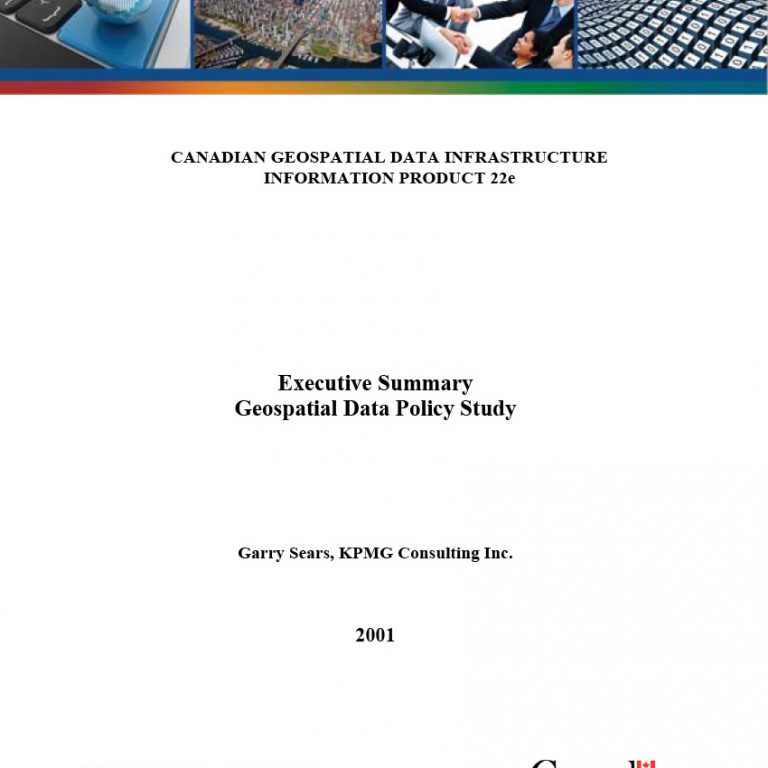 CANADIAN GEOSPATIAL DATA INFRASTRUCTURE
INFORMATION PRODUCT 22e
Executive Summary
Geospatial Data Policy Study
Garry Sears, KPMG Consulting Inc.
2001